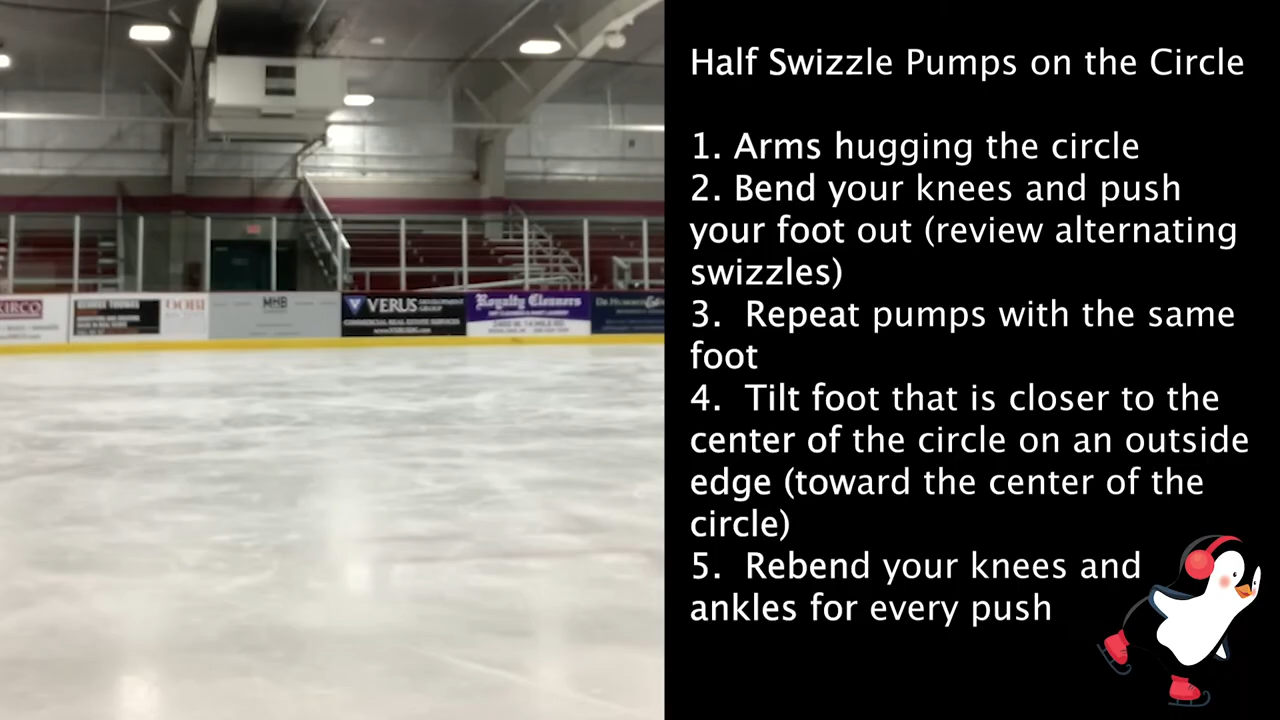 Half Swizzle Pumps on the Circle
1. Arms hugging the circle
2. Bend your knees and push
your foot out (review alternating
swizzles)
3.  Repeat pumps with the same
foot
4.  Tilt foot that is closer to the
center of the circle on an outside
edge (toward the center of the
circle)
5.  Rebend your knees and
ankles for every push
MHB
VERUS DEVELOPMENT
GROUP
Royalty Cleaners